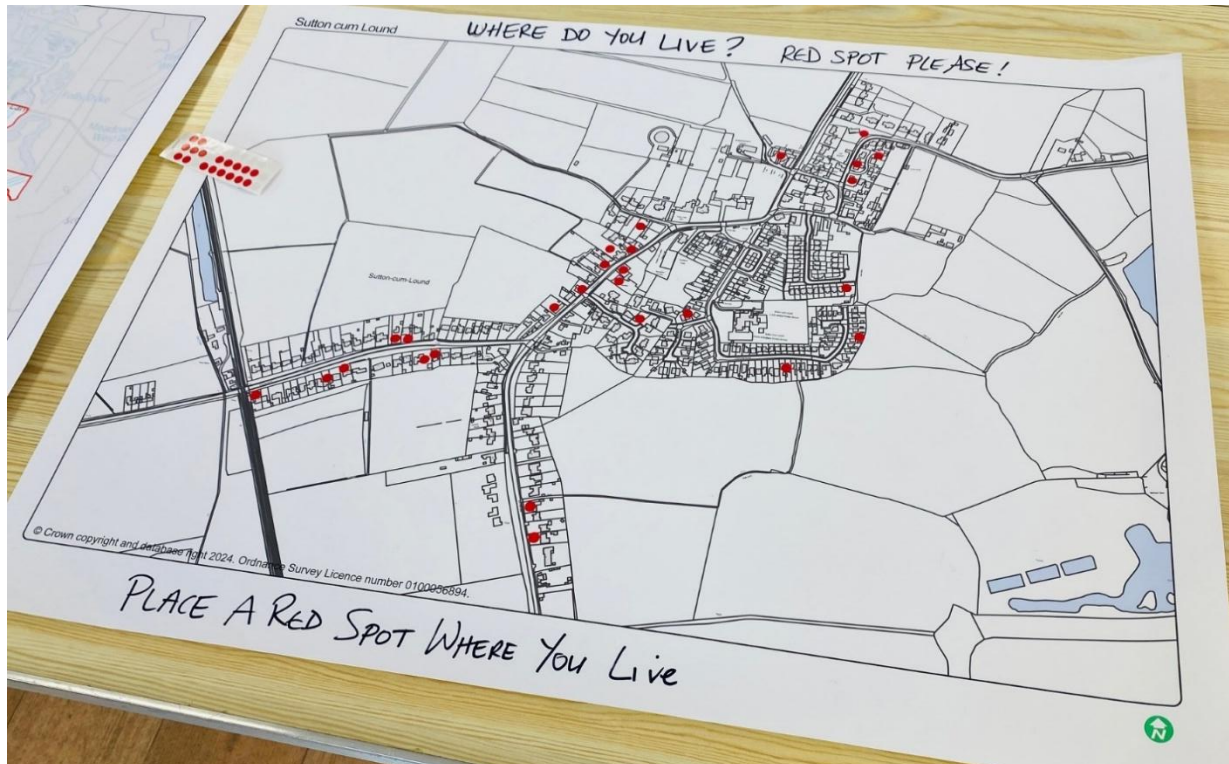 Sutton cum Lound
WHERE DO YOU LIVE? RED SPOT PLEASE!
Sutton-cum-Lound
© Crown copyright and database right 2024. Ordnance Survey Licence number 0100056894.
PLACE A RED SPOT WHERE YOU Live
N